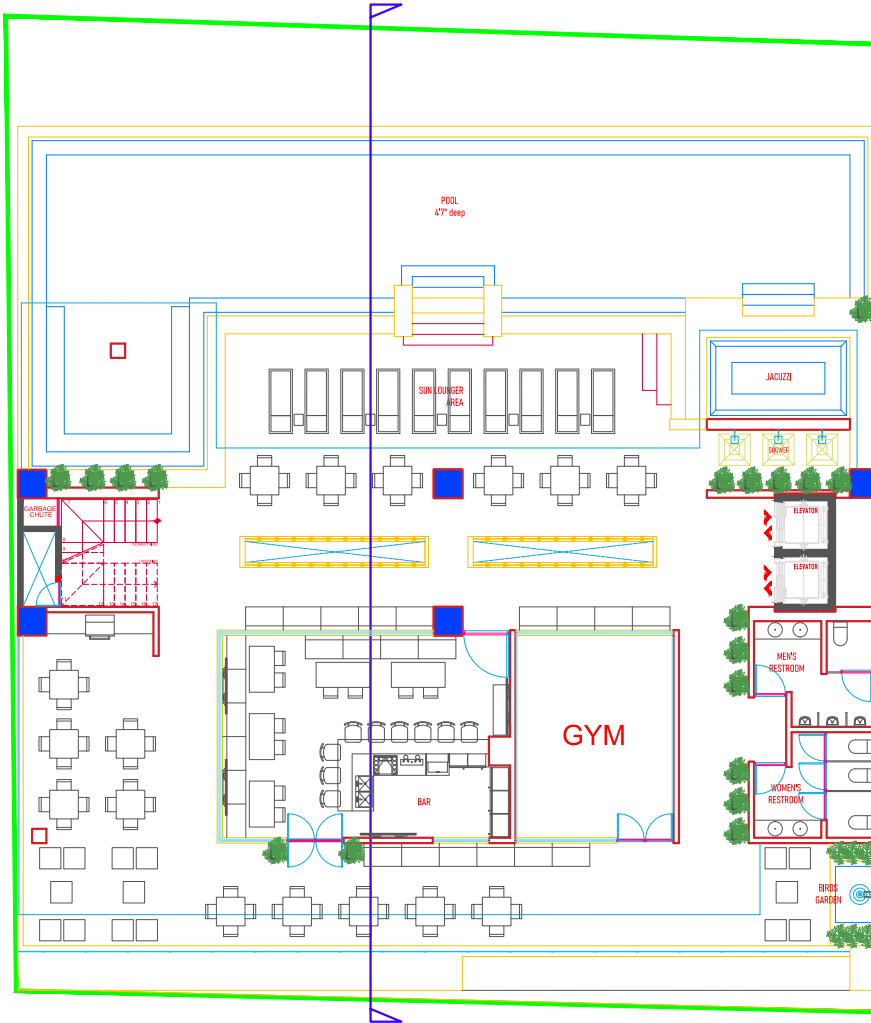 POOL
4'7" deep
JACUZZI
SUN LOUNGER
AREA
SHOWER
GARBAGE
CHUTE
ELEVATOR
ELEVATOR
MEN'S
RESTROOM
GYM
WOMEN'S
RESTROOM
BAR
BIRDS
GARDEN